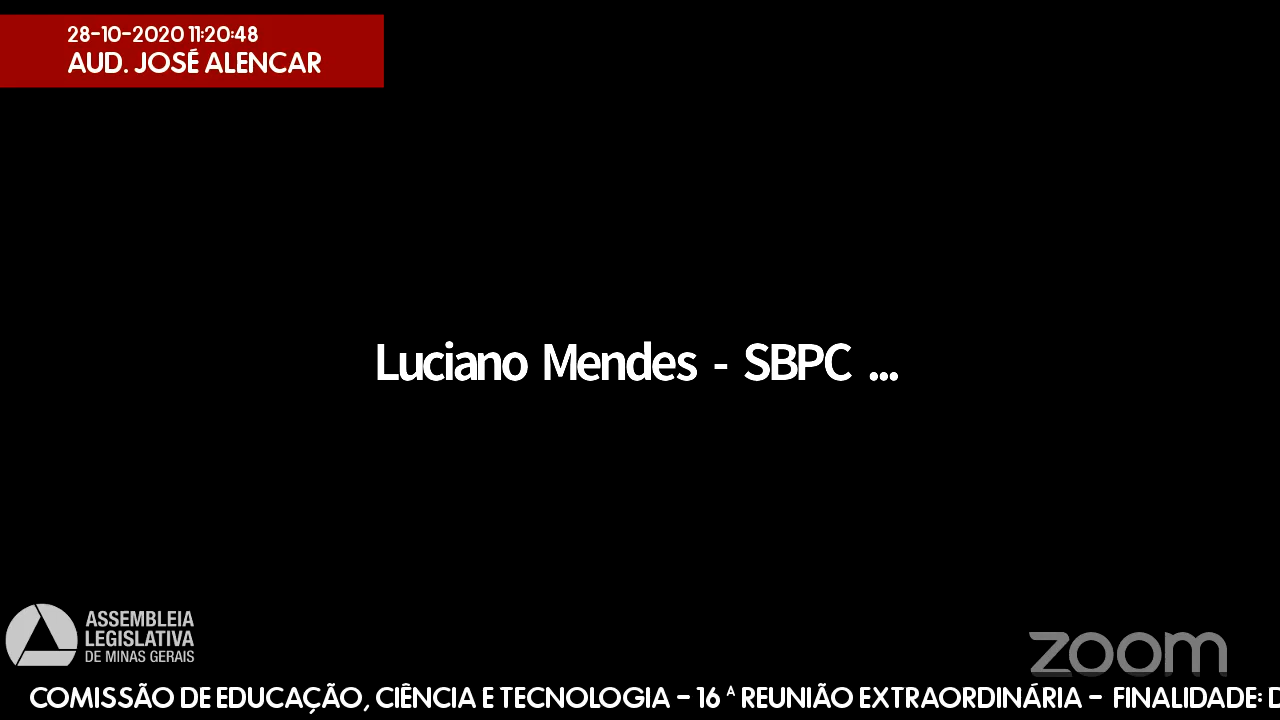 28-10-2020 11:20:48
AUD. JOSÉ ALENCAR
Luciano Mendes - SBPC ...
ASSEMBLEIA
LEGISLATIVA
DE MINAS GERAIS
zoom
COMISSÃO DE EDUCAÇÃO, CIÊNCIA E TECNOLOGIA - 16 ª REUNIÃO EXTRAORDINÁRIA - FINALIDADE: D